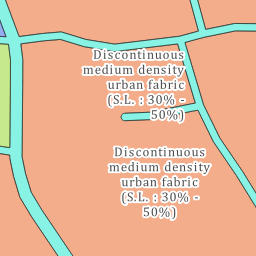 Discontinuous
medium density
urban fabric
(S.L. : 30% -
50%)
Discontinuous
medium density
urban fabric
(S.L. : 30% -
50%)